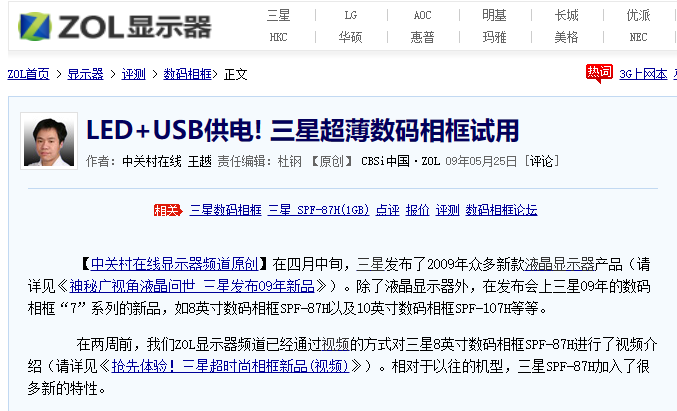 ZOL显示器
三星 LG AOC 明基 长城 优派
HKC 华硕 惠普 玛雅 美格 NEC
ZOL首页 > 显示器 > 评测 > 数码相框> 正文
热词 3G上网本
LED+USB供电! 三星超薄数码相框试用
作者: 中关村在线 王越 责任编辑: 杜钢 【原创】 CBSi中国·ZOL 09年05月25日 [评论]
相关 三星数码相框 三星 SPF-87H(1GB) 点评 报价 评测 数码相框论坛
【中关村在线显示器频道原创】在四月中旬，三星发布了2009年众多新款液晶显示器产品（请
详见《神秘广视角液晶问世 三星发布09年新品》）。除了液晶显示器外，在发布会上三星09年的数码
相框“7”系列的新品，如8英寸数码相框SPF-87H以及10英寸数码相框SPF-107H等等。
在两周前，我们ZOL显示器频道已经通过视频的方式对三星8英寸数码相框SPF-87H进行了视频介
绍（请详见《抢先体验！三星超时尚相框新品(视频)》）。相对于以往的机型，三星SPF-87H加入了很
多新的特性。